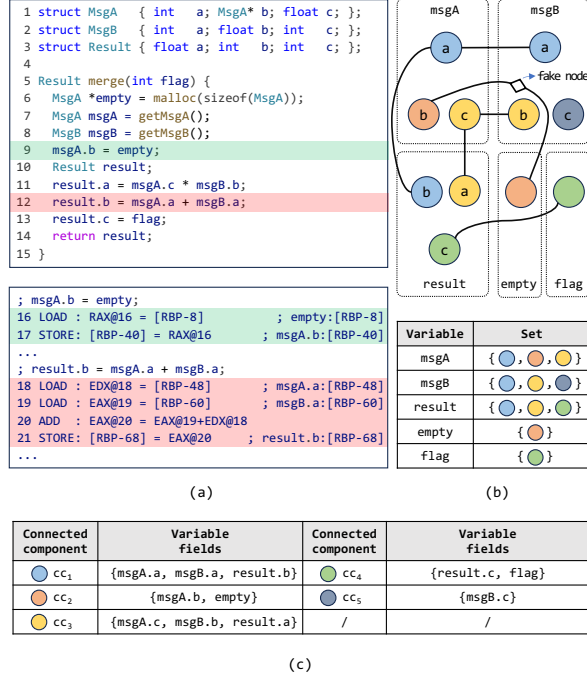 1 struct MsgA   { int   a; MsgA* b; float c; };
2 struct MsgB   { int   a; float b; int   c; };
3 struct Result { float a; int   b; int   c; };
4
5 Result merge(int flag) {
6   MsgA *empty = malloc(sizeof(MsgA));
7   MsgA msgA = getMsgA();
8   MsgB msgB = getMsgB();
9   msgA.b = empty;
10   Result result;
11   result.a = msgA.c * msgB.b;
12   result.b = msgA.a + msgB.a;
13   result.c = flag;
14   return result;
15 }
; msgA.b = empty;
16 LOAD : RAX@16 = [RBP-8]          ; empty:[RBP-8]
17 STORE: [RBP-40] = RAX@16     ; msgA.b:[RBP-40]
...
; result.b = msgA.a + msgB.a;
18 LOAD : EDX@18 = [RBP-48]     ; msgA.a:[RBP-48]
19 LOAD : EAX@19 = [RBP-60]     ; msgB.a:[RBP-60]
20 ADD  : EAX@20 = EAX@19+EDX@18
21 STORE: [RBP-68] = EAX@20   ; result.b:[RBP-68]
...
(a)
msgA msgB
a a
fake node
b c b c
b a
c
result empty flag
Variable Set
msgA { , , }
msgB { , , }
result { , , }
empty { }
flag { }
(b)
Connected component Variable fields Connected component Variable fields
cc1 {msgA.a, msgB.a, result.b} cc4 {result.c, flag}
cc2 {msgA.b, empty} cc5 {msgB.c}
cc3 {msgA.c, msgB.b, result.a} / /
(c)